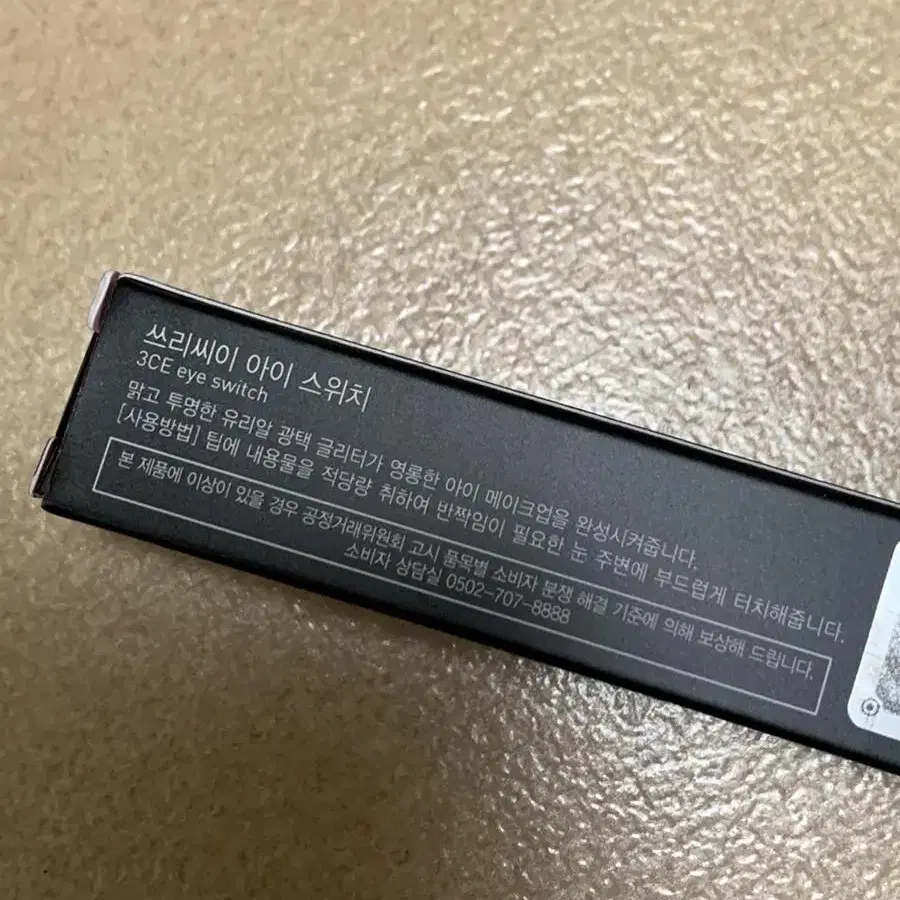 쓰리씨이 아이 스위치
3CE eye switch
맑고 투명한 유리알 광택 글리터가 영롱한 아이 메이크업을 완성시켜줍니다.
[사용방법] 팁에 내용물을 적당량 취하여 반짝임이 필요한 눈 주변에 부드럽게 터치해줍니다.
본 제품에 이상이 있을 경우 공정거래위원회 고시 품목별 소비자 분쟁 해결 기준에 의해 보상해 드립니다.
소비자 상담실 0502-707-8888